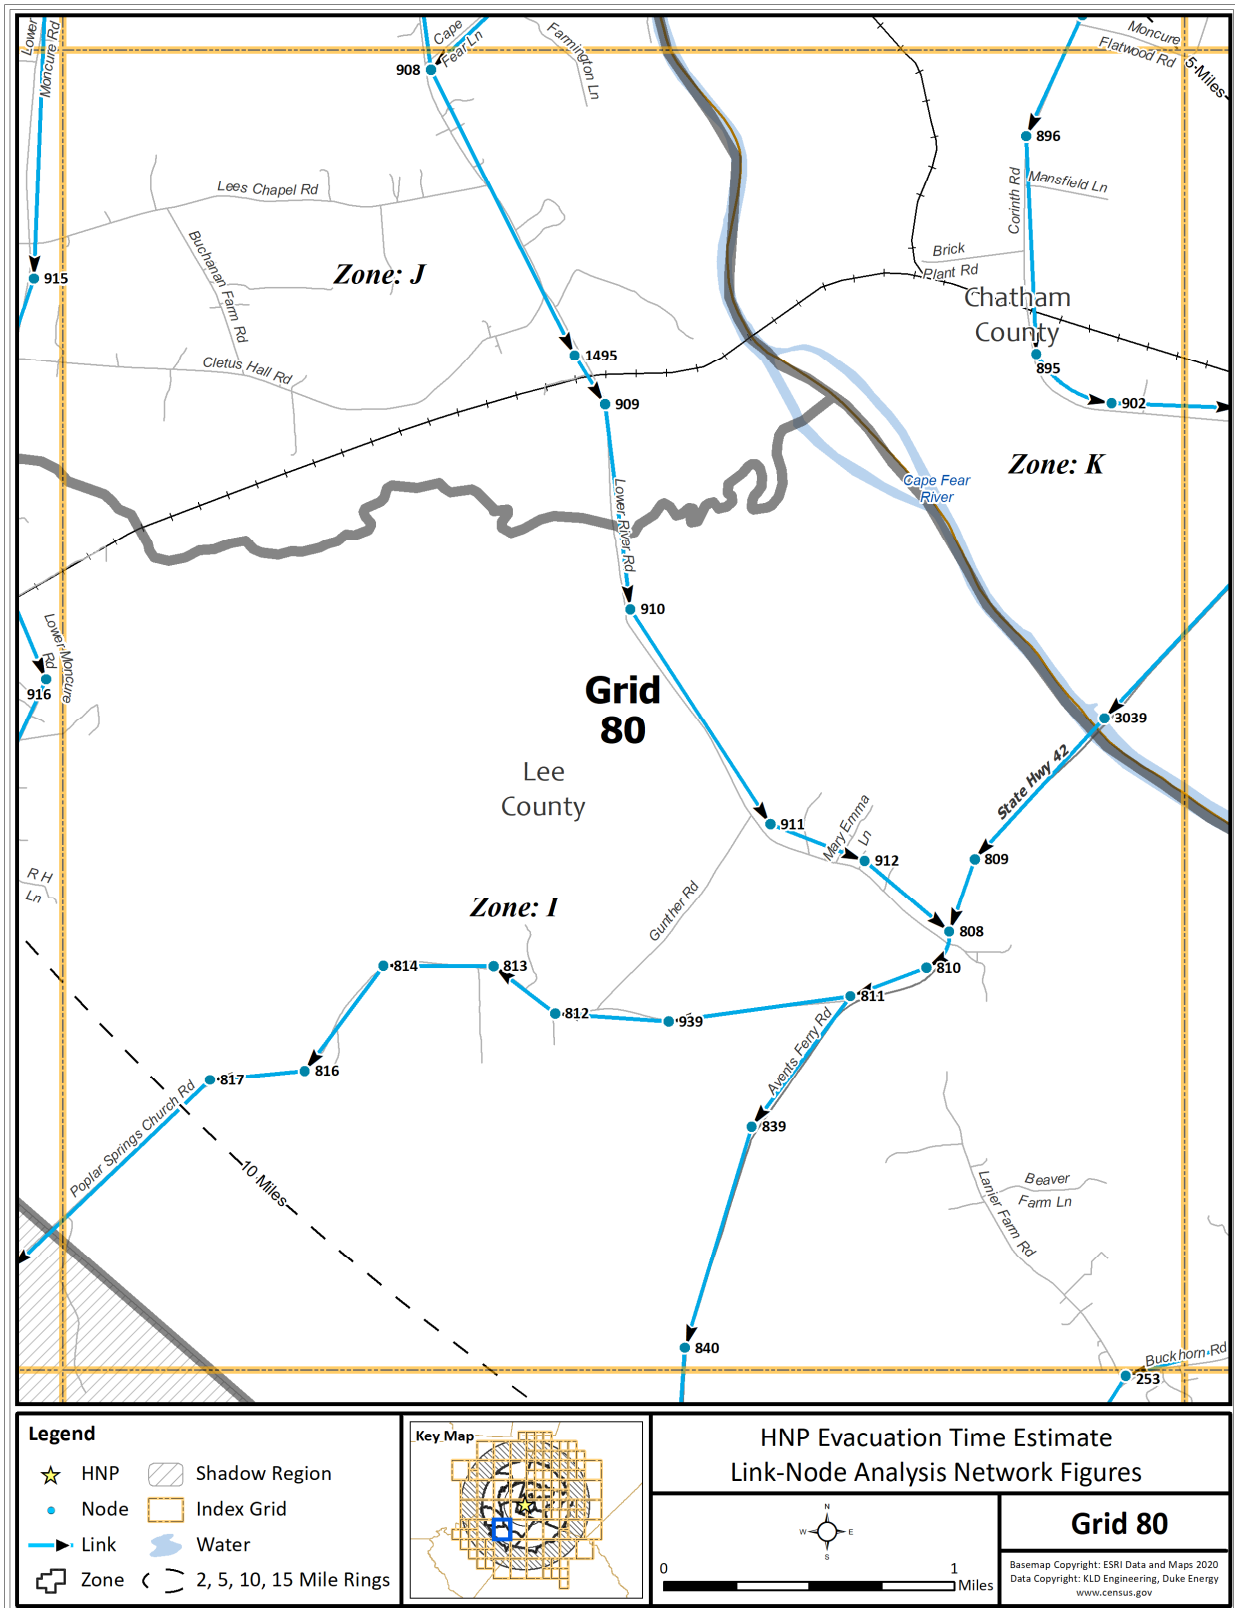 Lower
Moncure Rd
908
Cape
Fear Ln
Farmington Ln
Moncure
Flatwood Rd
5 Miles
896
Mansfield Ln
Corinth Rd
Lees Chapel Rd
Buchanan Farm Rd
Zone: J
915
Brick
Plant Rd
Chatham
County
1495
895
Cletus Hall Rd
909
902
Zone: K
Cape Fear
River
Lower River Rd
910
Lower Moncure
Rd
916
Grid
80
3039
State Hwy 42
Lee
County
911
Mary Emma
Ln
912
809
R H
Ln
Gunther Rd
Zone: I
808
814
813
810
811
812
939
Avents Ferry Rd
816
817
839
Poplar Springs Church Rd
10 Miles
Lanier Farm Rd
Beaver
Farm Ln
840
Buckhorn Rd
253
Legend
HNP
Shadow Region
Node
Index Grid
Link
Water
Zone
2, 5, 10, 15 Mile Rings
Key Map
HNP Evacuation Time Estimate
Link-Node Analysis Network Figures
N
W
E
S
0
1
Miles
Grid 80
Basemap Copyright: ESRI Data and Maps 2020
Data Copyright: KLD Engineering, Duke Energy
www.census.gov